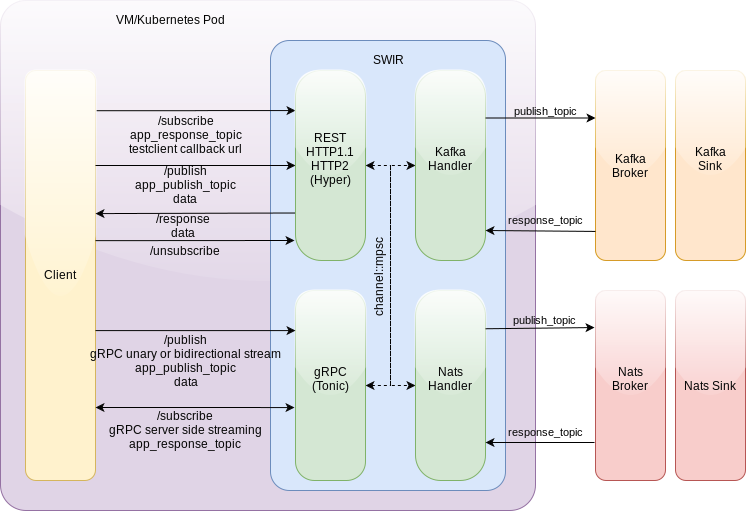 VM/Kubernetes Pod
SWIR
Client
/subscribe
app_response_topic
testclient callback url
/publish
app_publish_topic
data
/response
data
/unsubscribe
REST
HTTP1.1
HTTP2
(Hyper)
Kafka
Handler
publish_topic
response_topic
Kafka
Broker
Kafka
Sink
channel::mpsc
/publish
gRPC unary or bidirectional stream
app_publish_topic
data
/subscribe
gRPC server side streaming
app_response_topic
gRPC
(Tonic)
Nats
Handler
publish_topic
response_topic
Nats
Broker
Nats Sink